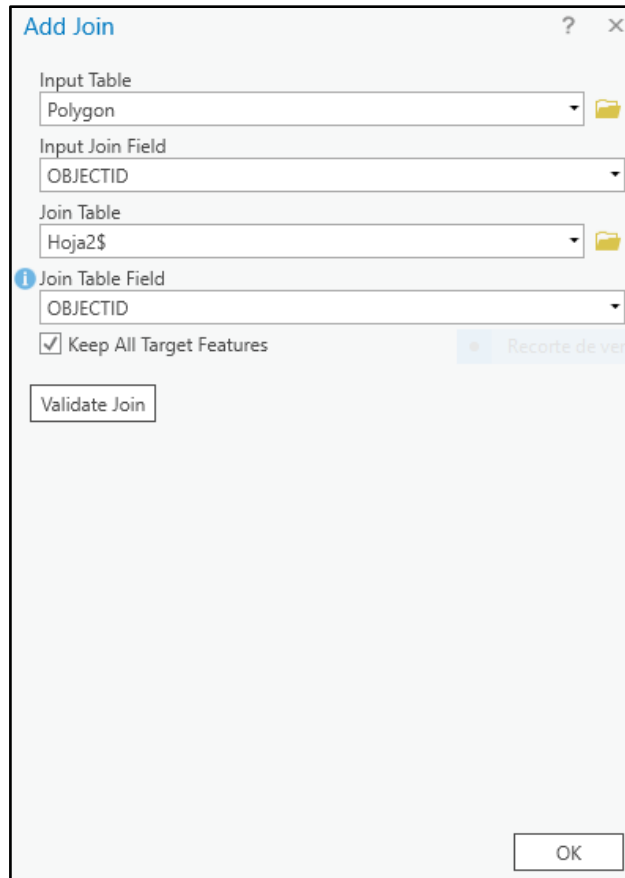 Add Join ? ×
Input Table
Polygon
Input Join Field
OBJECTID
Join Table
Hoja2$
Join Table Field
OBJECTID
Keep All Target Features
Recorte de ver
Validate Join
OK